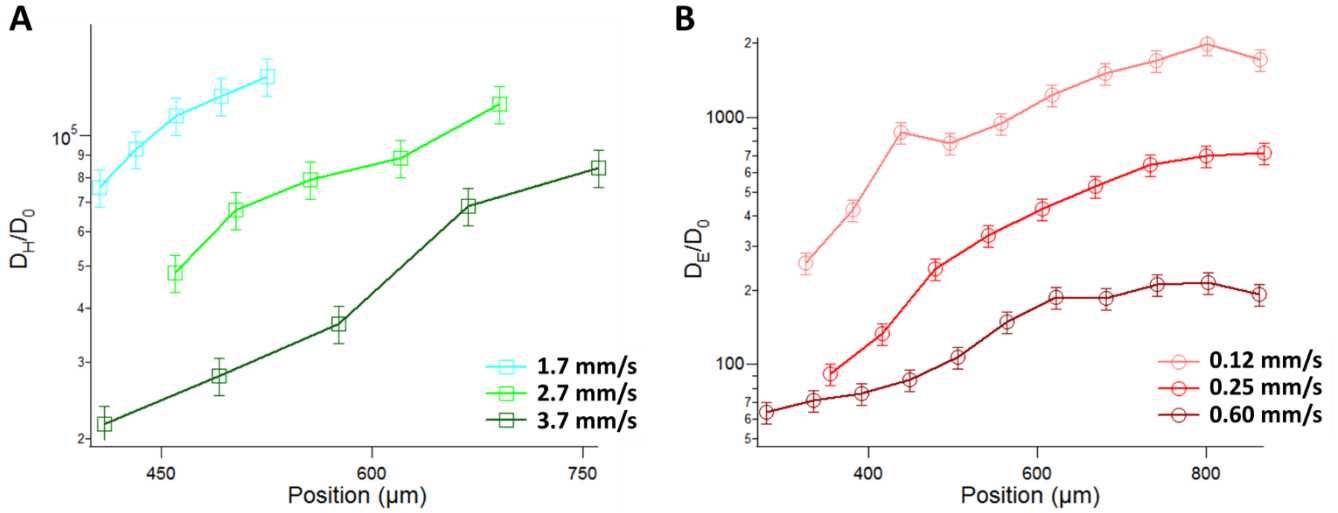 A
D_H/D_0
10^5
9
8
7
6
5
4
3
2
450
600
750
Position (µm)
1.7 mm/s
2.7 mm/s
3.7 mm/s
B
D_E/D_0
2
1000
7
5
4
3
2
100
7
6
5
400
600
800
Position (µm)
0.12 mm/s
0.25 mm/s
0.60 mm/s